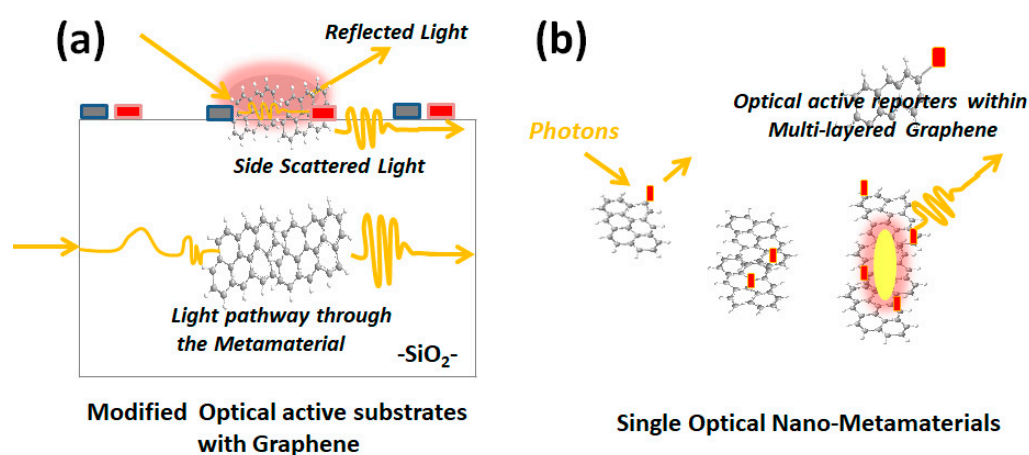 (a)
Reflected Light
Side Scattered Light
Light pathway through
the Metamaterial
-SiO₂-
Modified Optical active substrates
with Graphene
(b)
Optical active reporters within
Multi-layered Graphene
Photons
Single Optical Nano-Metamaterials